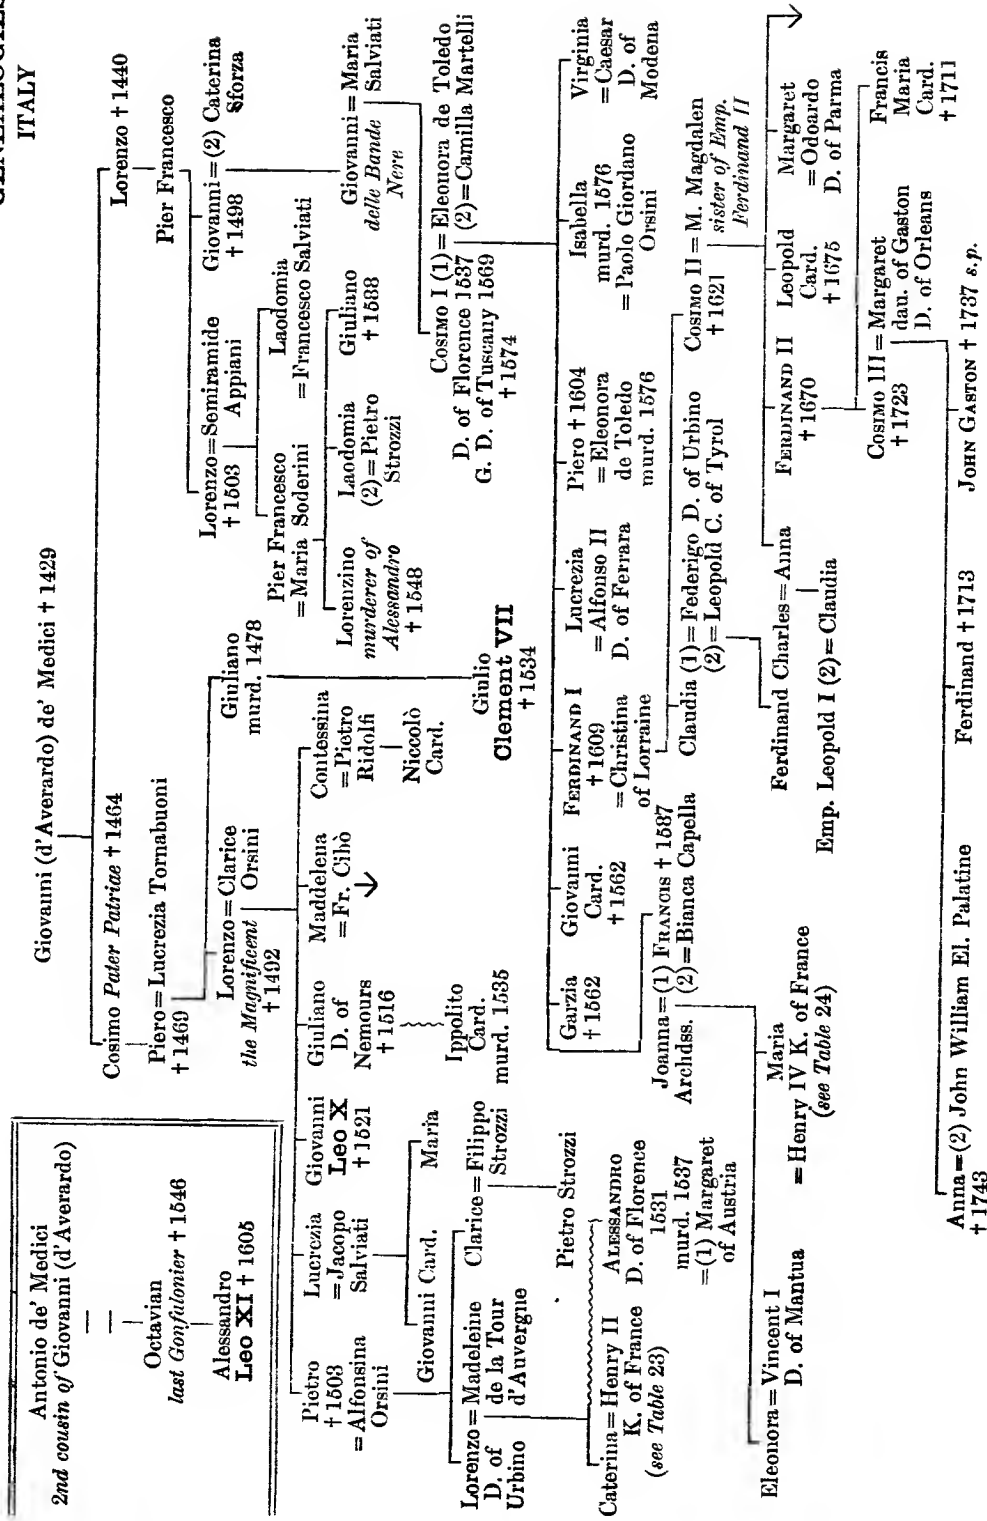 GENEALOGIES
ITALY
Antonio de' Medici
2nd cousin of Giovanni (d'Averardo)
Octavian
last Gonfalonier † 1546
Alessandro
Leo XI † 1605
Giovanni (d'Averardo) de' Medici † 1429
Cosimo Pater Patriae † 1464
Lorenzo † 1440
Piero = Lucrezia Tornabuoni
† 1469
Pier Francesco
Lorenzo = Clarice
Orsini
the Magnificent
† 1492
Giuliano
murd. 1478
Lorenzo = Semiramide
Appiani
† 1503
Giovanni = (2) Caterina
Sforza
† 1498
Pier Francesco
= Maria Soderini
Laodomia
= Francesco Salviati
Giovanni = Maria
Salviati
delle Bande
Nere
Lorenzino
murderer of
Alessandro
† 1548
Laodomia
(2) = Pietro
Strozzi
Giuliano
† 1588
Pietro
† 1503
= Alfonsina
Orsini
Lucrezia
= Jacopo
Salviati
Giovanni
Leo X
† 1521
Giuliano
D. of
Nemours
† 1516
Maddelena
= Fr. Cibò
Contessina
= Pietro
Ridolfi
Giulio
Clement VII
† 1534
Giovanni Card.
Maria
Ippolito
Card.
murd. 1535
Niccolò
Card.
Lorenzo = Madeleine
D. of
Urbino
de la Tour
d'Auvergne
Clarice = Filippo
Strozzi
Pietro Strozzi
Caterina = Henry II
K. of France
(see Table 23)
ALESSANDRO
D. of Florence
1531
murd. 1537
= (1) Margaret
of Austria
COSIMO I (1) = Eleonora de Toledo
(2) = Camilla Martelli
D. of Florence 1537
G. D. of Tuscany 1569
† 1574
Garzia
† 1562
Giovanni
Card.
† 1562
FERDINAND I
† 1609
= Christina
of Lorraine
Lucrezia
= Alfonso II
D. of Ferrara
Piero † 1604
= Eleonora
de Toledo
murd. 1576
Isabella
murd. 1576
= Paolo Giordano
Orsini
Virginia
= Caesar
D. of
Modena
Joanna = (1) FRANCIS † 1587
Archdss. (2) = Bianca Capella
Claudia (1) = Federigo D. of Urbino
(2) = Leopold C. of Tyrol
COSIMO II = M. Magdalen
† 1621
sister of Emp.
Ferdinand II
Eleonora = Vincent I
D. of Mantua
Maria
= Henry IV K. of France
(see Table 24)
Ferdinand Charles = Anna
Emp. Leopold I (2) = Claudia
FERDINAND II
† 1670
Leopold
Card.
† 1675
Margaret
= Odoardo
D. of Parma
COSIMO III = Margaret
† 1723
dau. of Gaston
D. of Orleans
Francis
Maria
Card.
† 1711
Anna = (2) John William El. Palatine
† 1743
Ferdinand † 1713
JOHN GASTON † 1737 s.p.